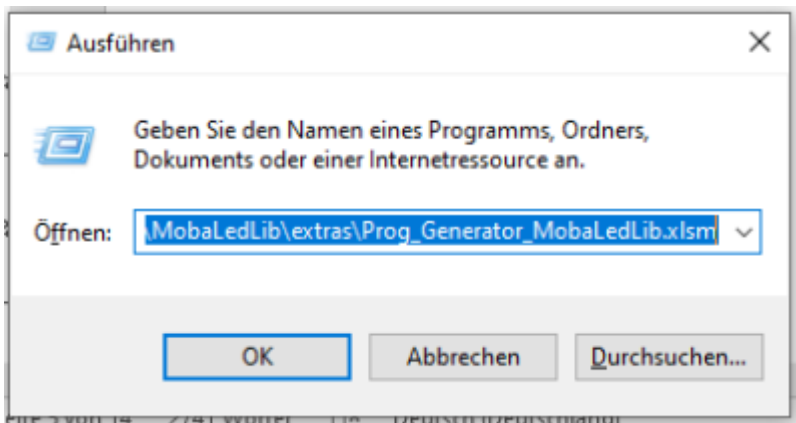 Ausführen
Geben Sie den Namen eines Programms, Ordners,
Dokuments oder einer Internetressource an.
Öffnen: \MobaLedLib\extras\Prog_Generator_MobaLedLib.xlsm
OK Abbrechen Durchsuchen...